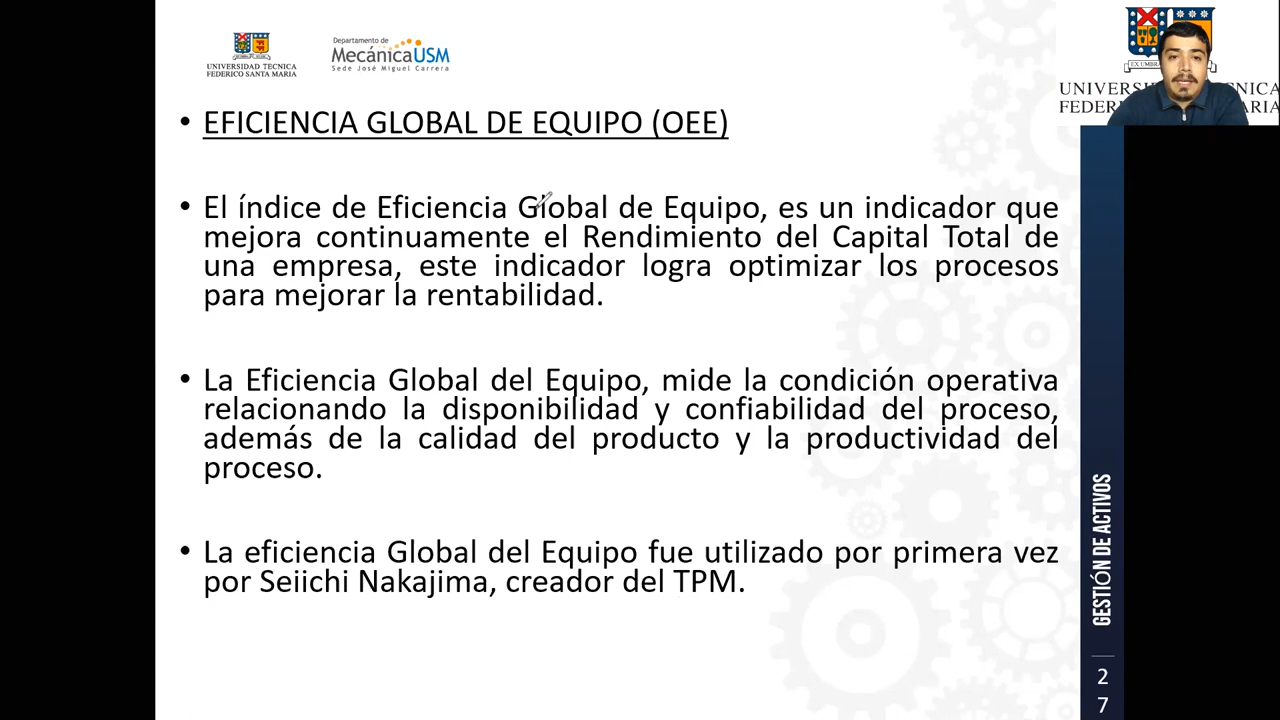 UNIVERSIDAD TECNICA
FEDERICO SANTA MARIA
Departamento de
MecánicaUSM
Sede José Miguel Carrera
• EFICIENCIA GLOBAL DE EQUIPO (OEE)
• El índice de Eficiencia Global de Equipo, es un indicador que
mejora continuamente el Rendimiento del Capital Total de
una empresa, este indicador logra optimizar los procesos
para mejorar la rentabilidad.
• La Eficiencia Global del Equipo, mide la condición operativa
relacionando la disponibilidad y confiabilidad del proceso,
además de la calidad del producto y la productividad del
proceso.
• La eficiencia Global del Equipo fue utilizado por primera vez
por Seiichi Nakajima, creador del TPM.
GESTIÓN DE ACTIVOS
2
7